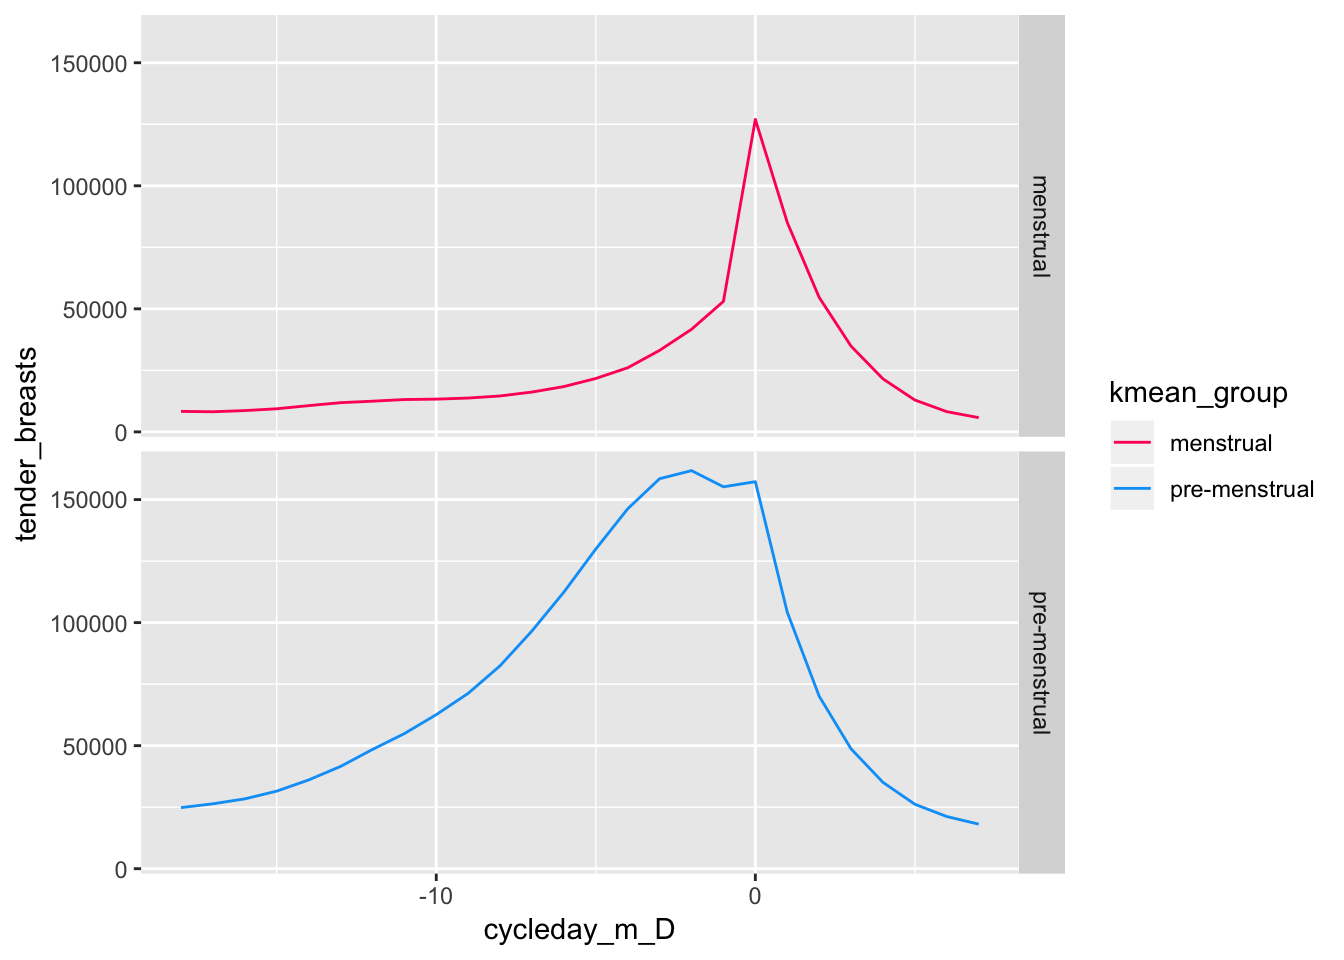 150000
100000
50000
0
menstrual
150000
100000
50000
0
pre-menstrual
-10
0
cycleday_m_D
tender_breasts
kmean_group
menstrual
pre-menstrual